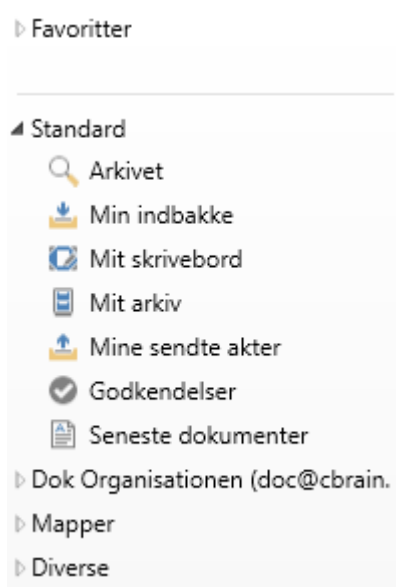 Favoritter
Standard
Arkivet
Min indbakke
Mit skrivebord
Mit arkiv
Mine sendte akter
Godkendelser
Seneste dokumenter
Dok Organisationen (doc@cbrain.
Mapper
Diverse